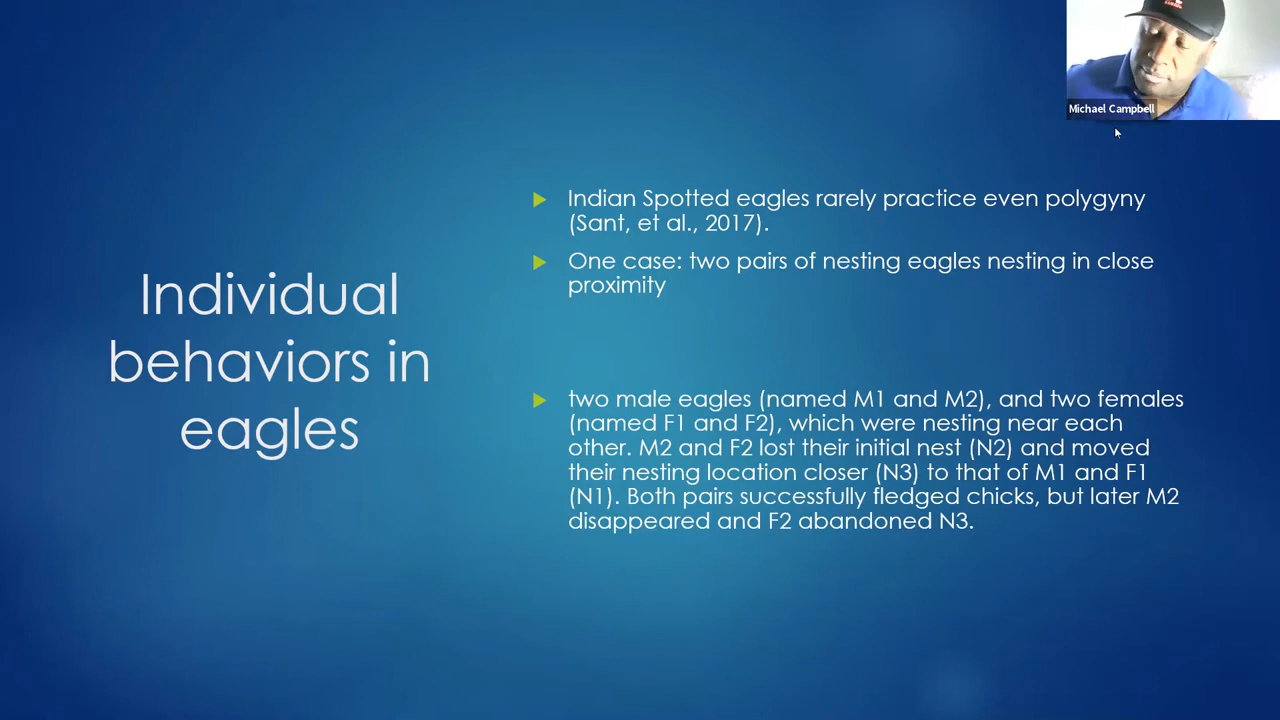 Michael Campbell
Individual
behaviors in
eagles
Indian Spotted eagles rarely practice even polygyny
(Sant, et al., 2017).
One case: two pairs of nesting eagles nesting in close
proximity
two male eagles (named M1 and M2), and two females
(named F1 and F2), which were nesting near each
other. M2 and F2 lost their initial nest (N2) and moved
their nesting location closer (N3) to that of M1 and F1
(N1). Both pairs successfully fledged chicks, but later M2
disappeared and F2 abandoned N3.